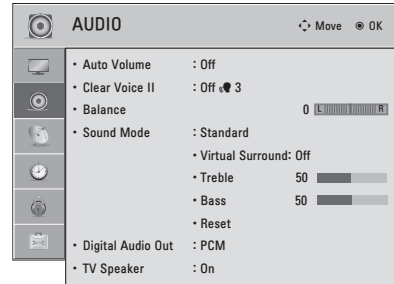 AUDIO Move OK
• Auto Volume : Off
• Clear Voice II : Off 3
• Balance 0 L R
• Sound Mode : Standard
• Virtual Surround: Off
• Treble 50
• Bass 50
• Reset
• Digital Audio Out : PCM
• TV Speaker : On